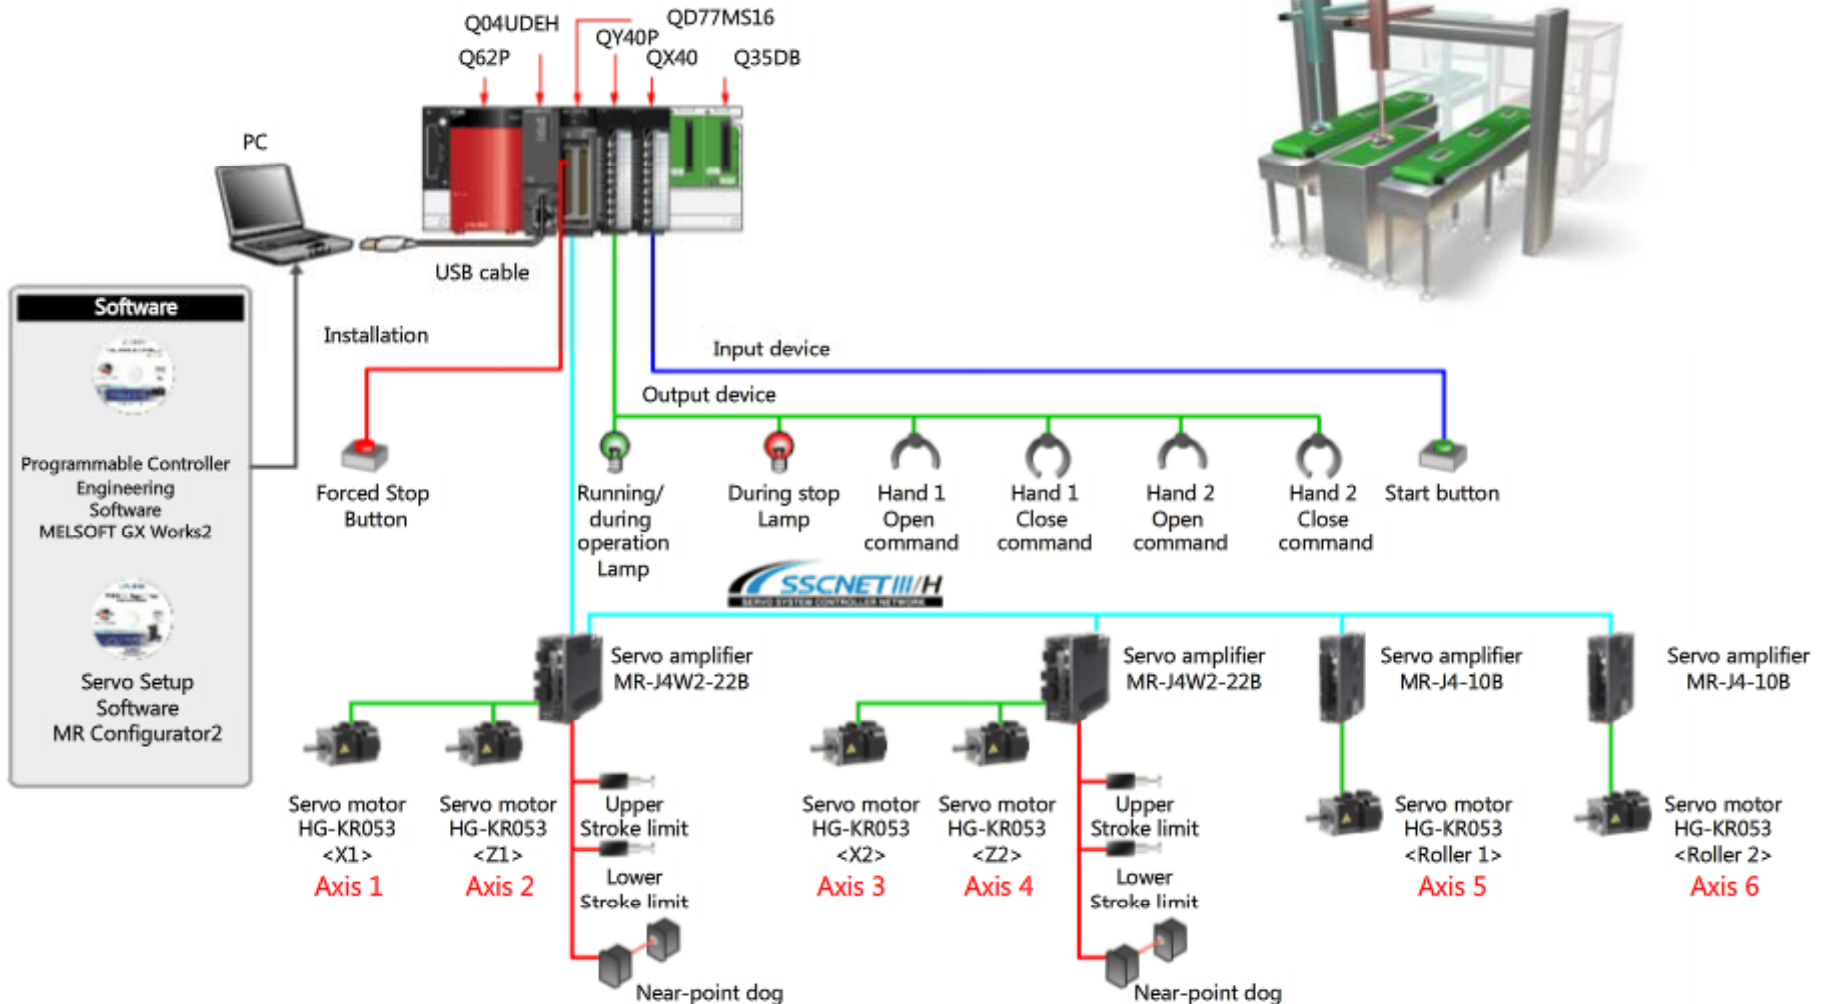 Q04UDEH
QD77MS16
QY40P
Q62P
QX40
Q35DB
PC
USB cable
Software
Installation
Input device
Output device
Programmable Controller
Engineering
Software
MELSOFT GX Works2
Servo Setup
Software
MR Configurator2
Forced Stop
Button
Running/
during
operation
Lamp
During stop
Lamp
Hand 1
Open
command
Hand 1
Close
command
Hand 2
Open
command
Hand 2
Close
command
Start button
SSCNET III/H
SERVO SYSTEM CONTROLLER NETWORK
Servo amplifier
MR-J4W2-22B
Servo amplifier
MR-J4W2-22B
Servo amplifier
MR-J4-10B
Servo amplifier
MR-J4-10B
Servo motor
HG-KR053
<X1>
Axis 1
Servo motor
HG-KR053
<Z1>
Axis 2
Upper
Stroke limit
Lower
Stroke limit
Near-point dog
Servo motor
HG-KR053
<X2>
Axis 3
Servo motor
HG-KR053
<Z2>
Axis 4
Upper
Stroke limit
Lower
Stroke limit
Near-point dog
Servo motor
HG-KR053
<Roller 1>
Axis 5
Servo motor
HG-KR053
<Roller 2>
Axis 6